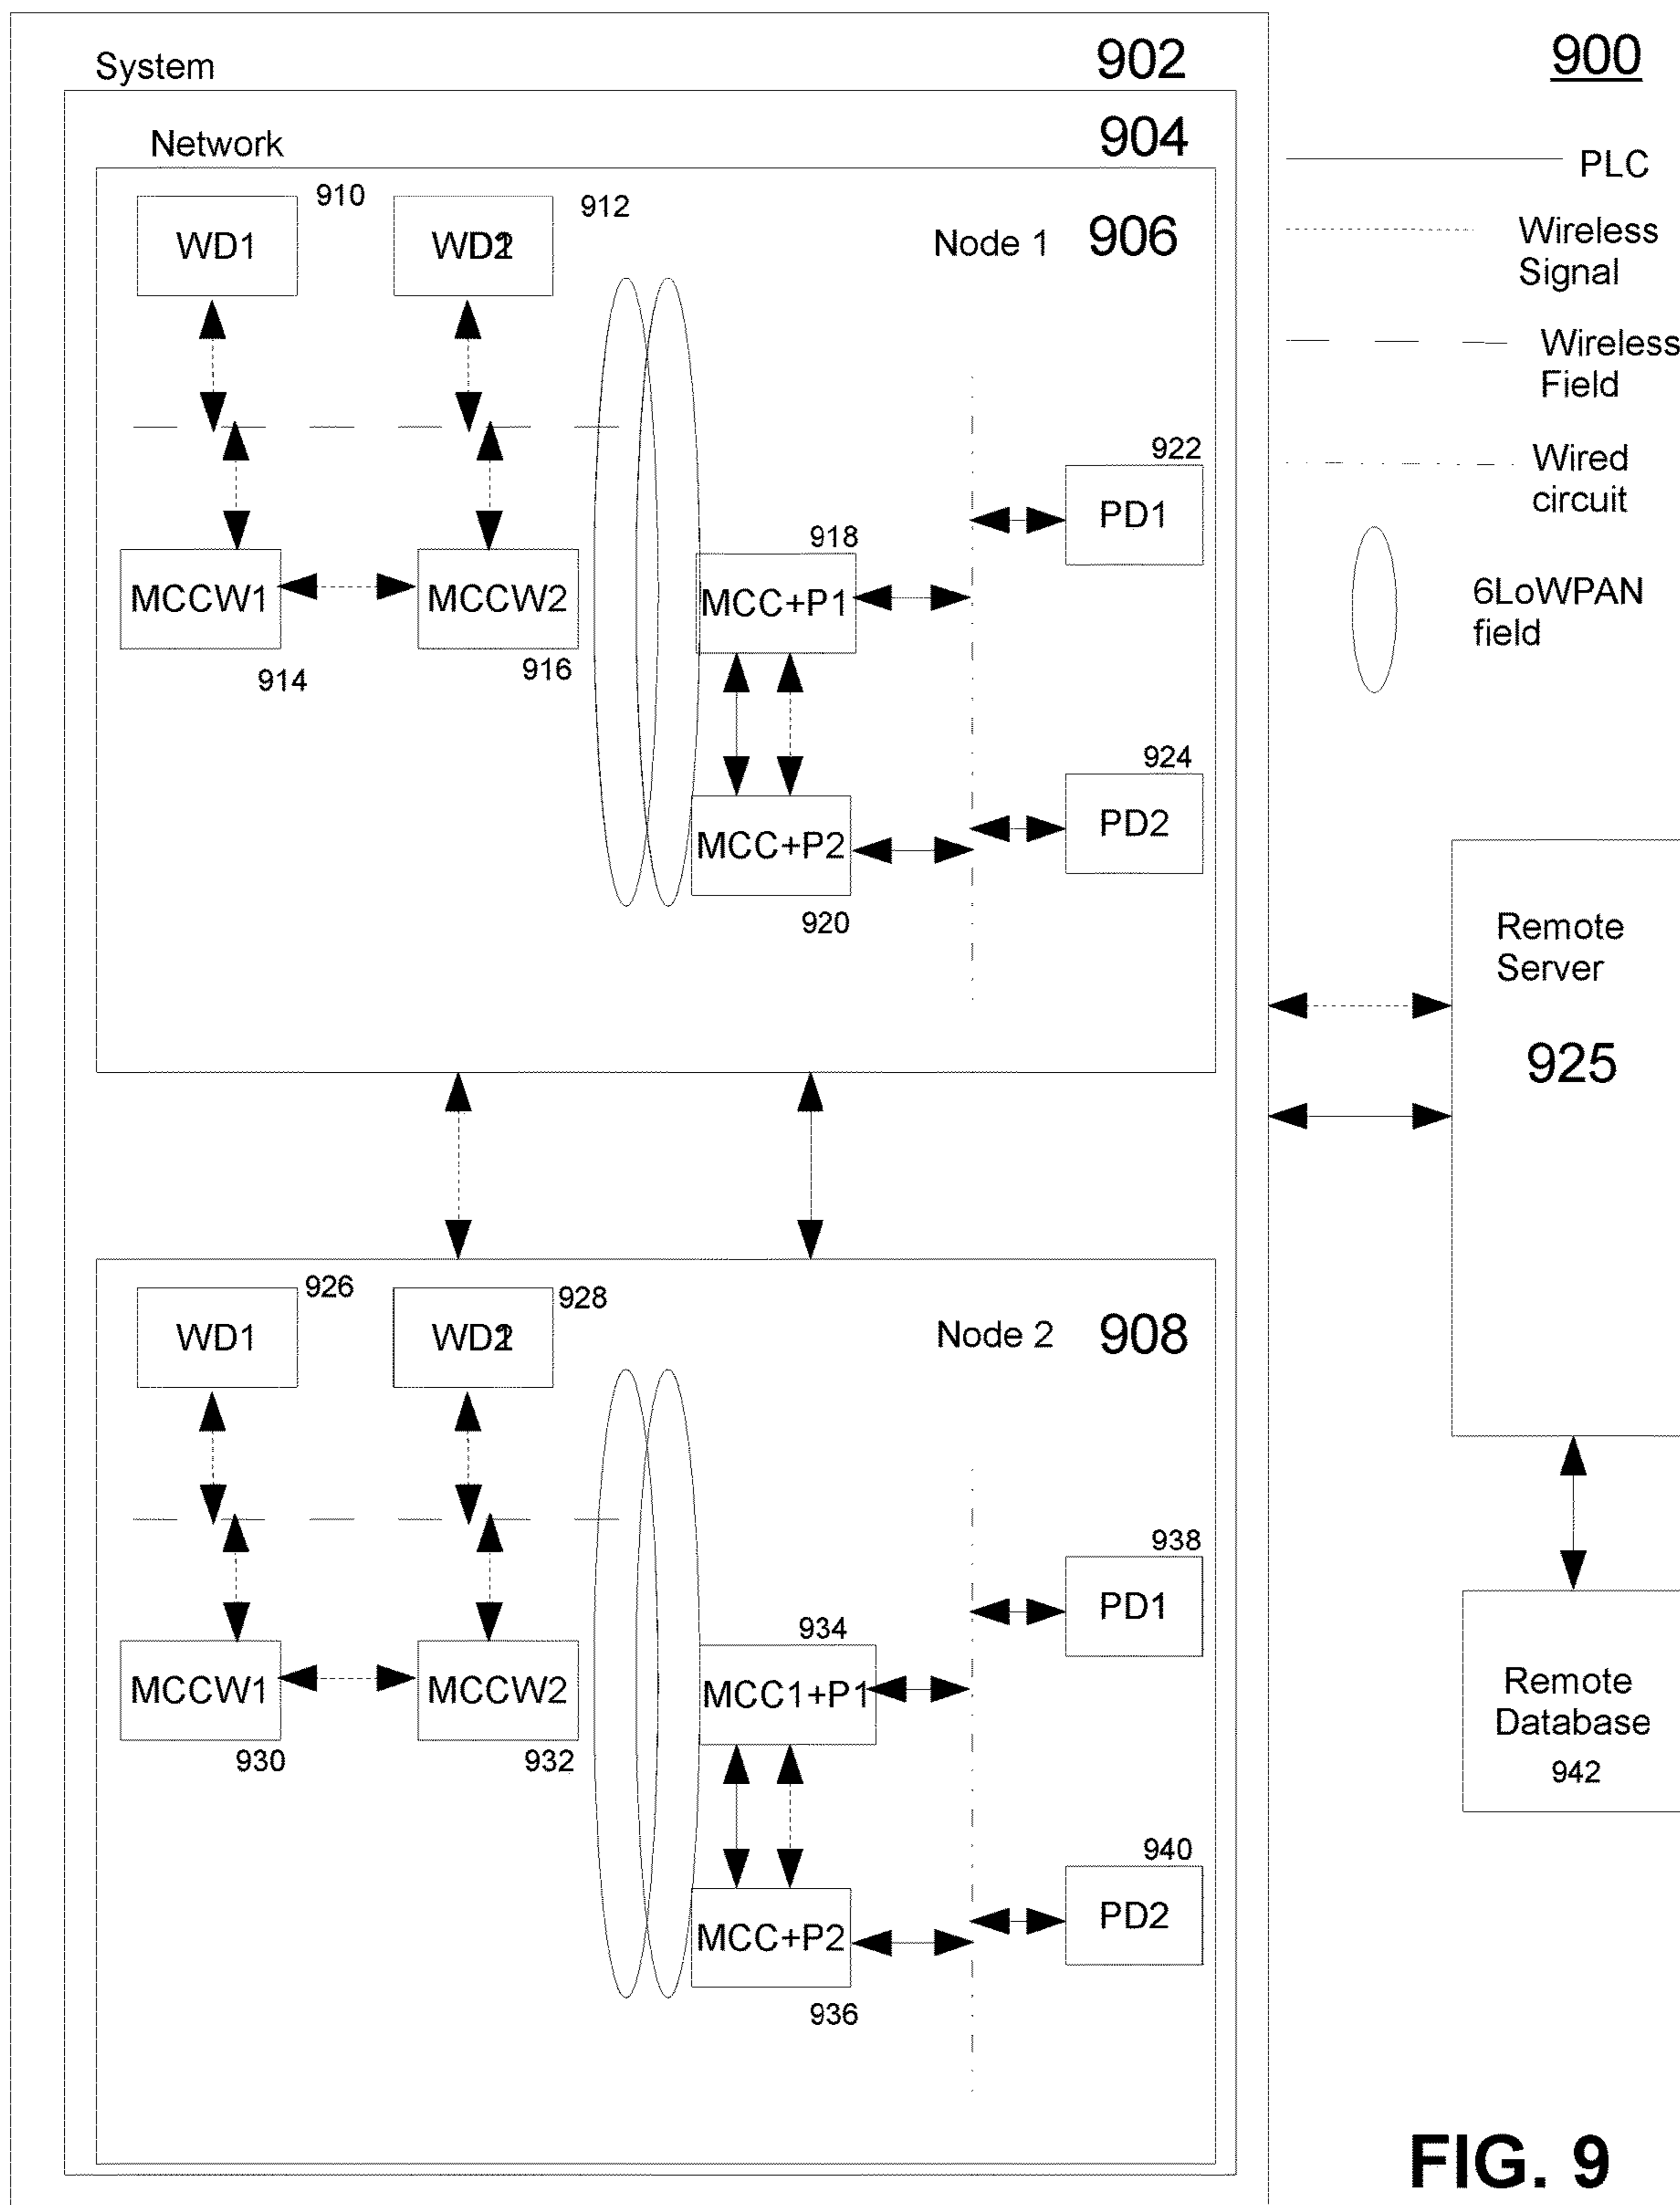 System
902
900
Network
904
PLC
910
912
WD1
WD2
Node 1
906
Wireless
Signal
Wireless
Field
922
PD1
Wired
circuit
918
MCCW1
MCCW2
MCC+P1
6LoWPAN
field
914
916
924
PD2
MCC+P2
920
Remote
Server
925
926
928
WD1
WD2
Node 2
908
938
PD1
934
MCCW1
MCCW2
MCC1+P1
930
932
Remote
Database
942
940
PD2
MCC+P2
936
FIG. 9